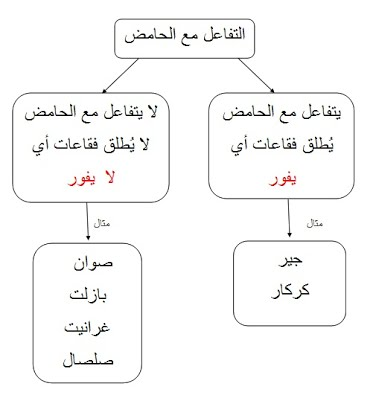 التفاعل مع الحامض
يتفاعل مع الحامض
يُطلق فقاعات أي
يفور
مثال
جير
كركار
لا يتفاعل مع الحامض
لا يُطلق فقاعات أي
لا يفور
مثال
صوان
بازلت
غرانيت
صلصال